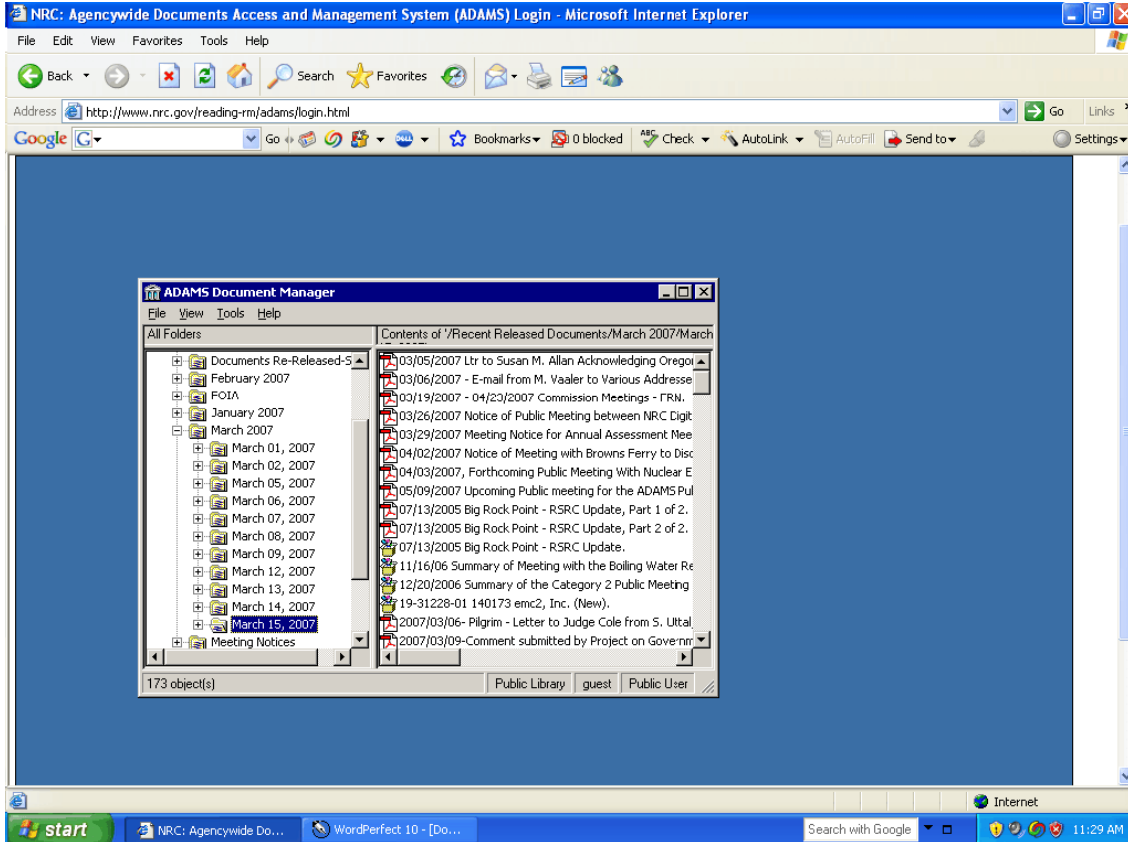 NRC: Agencywide Documents Access and Management System (ADAMS) Login - Microsoft Internet Explorer
File Edit View Favorites Tools Help
Back Search Favorites
Address http://www.nrc.gov/reading-rm/adams/login.html Go Links
Google G Go Bookmarks 0 blocked ABC Check AutoLink AutoFill Send to Settings
ADAMS Document Manager
File View Tools Help
All Folders
Documents Re-Released-S
February 2007
FOIA
January 2007
March 2007
March 01, 2007
March 02, 2007
March 05, 2007
March 06, 2007
March 07, 2007
March 08, 2007
March 09, 2007
March 12, 2007
March 13, 2007
March 14, 2007
March 15, 2007
Meeting Notices
Contents of '/Recent Released Documents/March 2007/March
03/05/2007 Ltr to Susan M. Allan Acknowledging Oregon
03/06/2007 - E-mail from M. Vaaler to Various Addresse
03/19/2007 - 04/23/2007 Commission Meetings - FRN.
03/26/2007 Notice of Public Meeting between NRC Digit
03/29/2007 Meeting Notice for Annual Assessment Mee
04/02/2007 Notice of Meeting with Browns Ferry to Disc
04/03/2007, Forthcoming Public Meeting With Nuclear E
05/09/2007 Upcoming Public meeting for the ADAMS Pul
07/13/2005 Big Rock Point - RSRC Update, Part 1 of 2.
07/13/2005 Big Rock Point - RSRC Update, Part 2 of 2.
07/13/2005 Big Rock Point - RSRC Update.
11/16/06 Summary of Meeting with the Boiling Water Re
12/20/2006 Summary of the Category 2 Public Meeting
19-31228-01 140173 emc2, Inc. (New).
2007/03/06- Pilgrim - Letter to Judge Cole from S. Uttal
2007/03/09-Comment submitted by Project on Governm
173 object(s) Public Library guest Public User
Internet
start NRC: Agencywide Do... WordPerfect 10 - [Do... Search with Google 11:29 AM